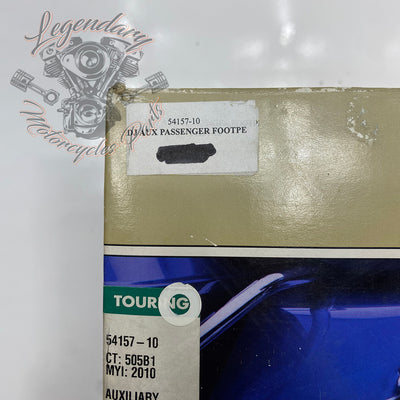 Legendary
Motorcycles Parts
54157-10
DJ AUX PASSENGER FOOTPE
TOURING
54157-10
CT: 505B1
MYI: 2010
AUXILIARY